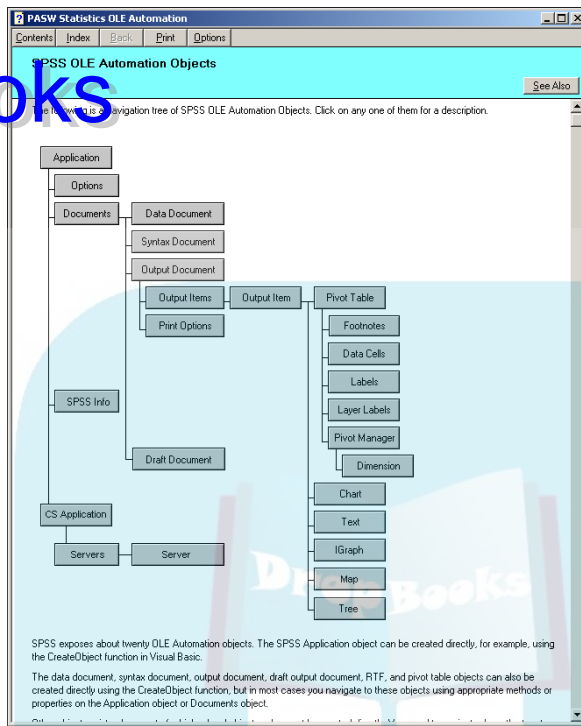 PASW Statistics OLE Automation
Contents Index Back Print Options
SPSS OLE Automation Objects
See Also
oks
The following is a navigation tree of SPSS OLE Automation Objects. Click on any one of them for a description.
Application
Options
Documents Data Document
Syntax Document
Output Document
Output Items Output Item Pivot Table
Print Options Footnotes
Data Cells
Labels
SPSS Info Layer Labels
Pivot Manager
Draft Document Dimension
Chart
CS Application Text
Servers Server IGraph
Map
Tree
DropBooks
SPSS exposes about twenty OLE Automation objects. The SPSS Application object can be created directly, for example, using
the CreateObject function in Visual Basic.
The data document, syntax document, output document, draft output document, RTF, and pivot table objects can also be
created directly using the CreateObject function, but in most cases you navigate to these objects using appropriate methods or
properties on the Application object or Documents object.